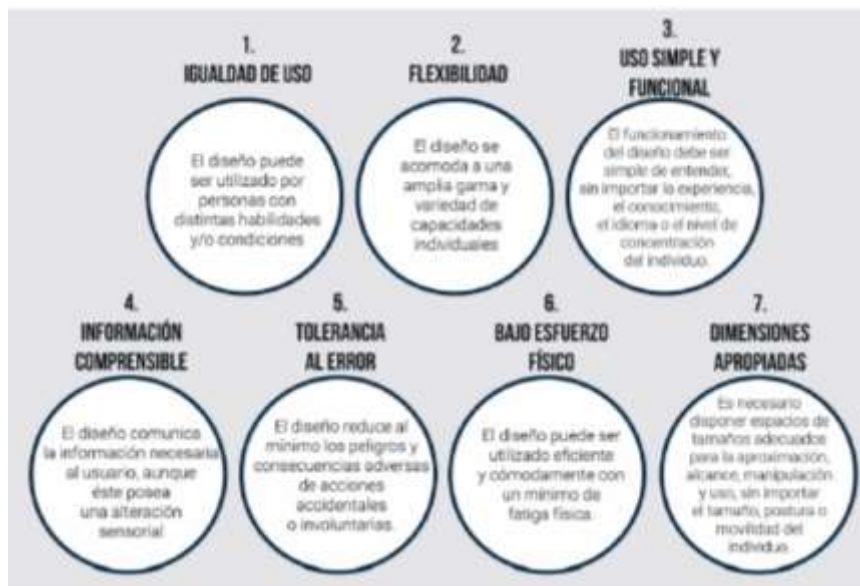 1.
IGUALDAD DE USO
El diseño puede
ser utilizado por
personas con
distintas habilidades
y/o condiciones
2.
FLEXIBILIDAD
El diseño se
acomoda a una
amplia gama y
variedad de
capacidades
individuales
3.
USO SIMPLE Y
FUNCIONAL
El funcionamiento
del diseño debe ser
simple de entender,
sin importar la experiencia,
el conocimiento,
el idioma o el nivel de
concentración
del individuo.
4.
INFORMACIÓN
COMPRENSIBLE
El diseño comunica
la información necesaria
al usuario, aunque
éste posea
una alteración
sensorial
5.
TOLERANCIA
AL ERROR
El diseño reduce al
mínimo los peligros y
consecuencias adversas
de acciones
accidentales
o involuntarias.
6.
BAJO ESFUERZO
FÍSICO
El diseño puede ser
utilizado eficiente
y cómodamente con
un mínimo de
fatiga física.
7.
DIMENSIONES
APROPIADAS
Es necesario
disponer espacios de
tamaños adecuados
para la aproximación,
alcance, manipulación
y uso, sin importar
el tamaño, postura o
movilidad del
individuo.